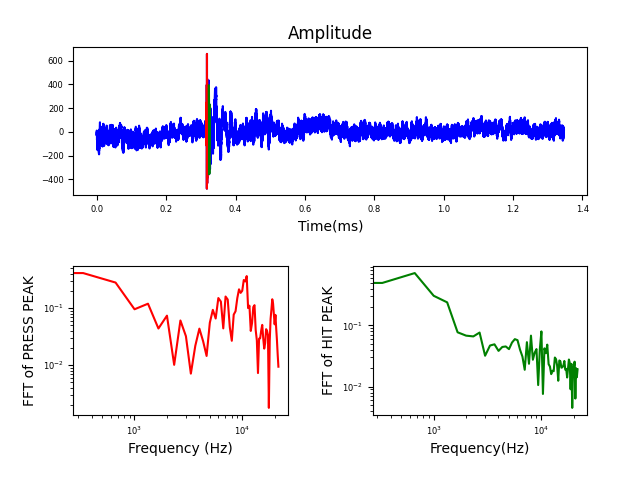 Amplitude
600
400
200
0
−200
−400
0.0 0.2 0.4 0.6 0.8 1.0 1.2 1.4
Time(ms)
FFT of PRESS PEAK
10⁻¹
10⁻²
10³ 10⁴
Frequency (Hz)
FFT of HIT PEAK
10⁻¹
10⁻²
10³ 10⁴
Frequency(Hz)